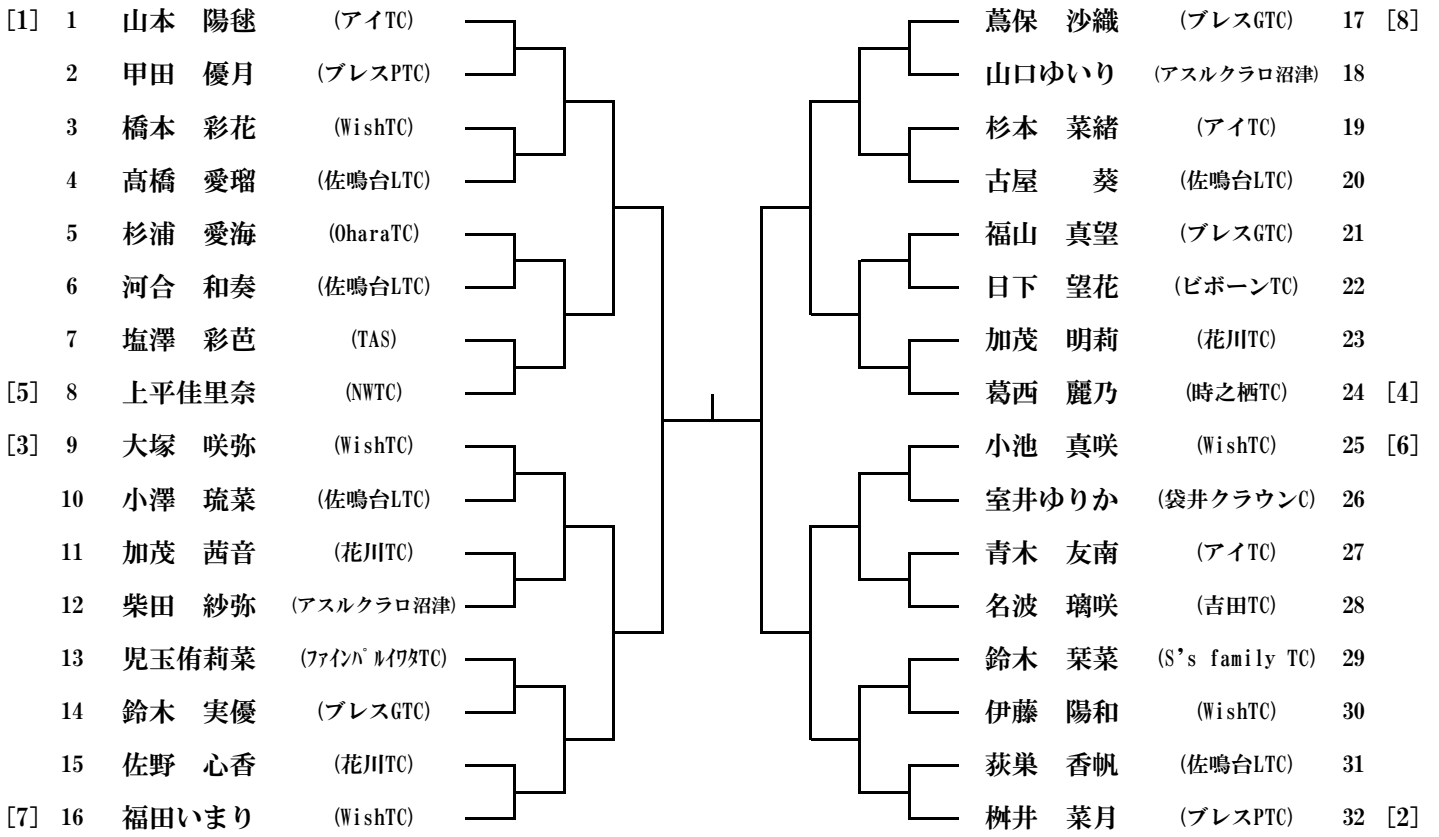 [1] 1 山本 陽毬 (アイTC)
2 甲田 優月 (ブレスPTC)
3 橋本 彩花 (WishTC)
4 髙橋 愛瑠 (佐鳴台LTC)
5 杉浦 愛海 (OharaTC)
6 河合 和奏 (佐鳴台LTC)
7 塩澤 彩芭 (TAS)
[5] 8 上平佳里奈 (NWTC)
[3] 9 大塚 咲弥 (WishTC)
10 小澤 琉菜 (佐鳴台LTC)
11 加茂 茜音 (花川TC)
12 柴田 紗弥 (アスルクラロ沼津)
13 児玉侑莉菜 (ファインパルイワタTC)
14 鈴木 実優 (ブレスGTC)
15 佐野 心香 (花川TC)
[7] 16 福田いまり (WishTC)
蔦保 沙織 (ブレスGTC) 17 [8]
山口ゆいり (アスルクラロ沼津) 18
杉本 菜緒 (アイTC) 19
古屋 葵 (佐鳴台LTC) 20
福山 真望 (ブレスGTC) 21
日下 望花 (ビボーンTC) 22
加茂 明莉 (花川TC) 23
葛西 麗乃 (時之栖TC) 24 [4]
小池 真咲 (WishTC) 25 [6]
室井ゆりか (袋井クラウンC) 26
青木 友南 (アイTC) 27
名波 璃咲 (吉田TC) 28
鈴木 栞菜 (S's family TC) 29
伊藤 陽和 (WishTC) 30
荻巣 香帆 (佐鳴台LTC) 31
桝井 菜月 (ブレスPTC) 32 [2]